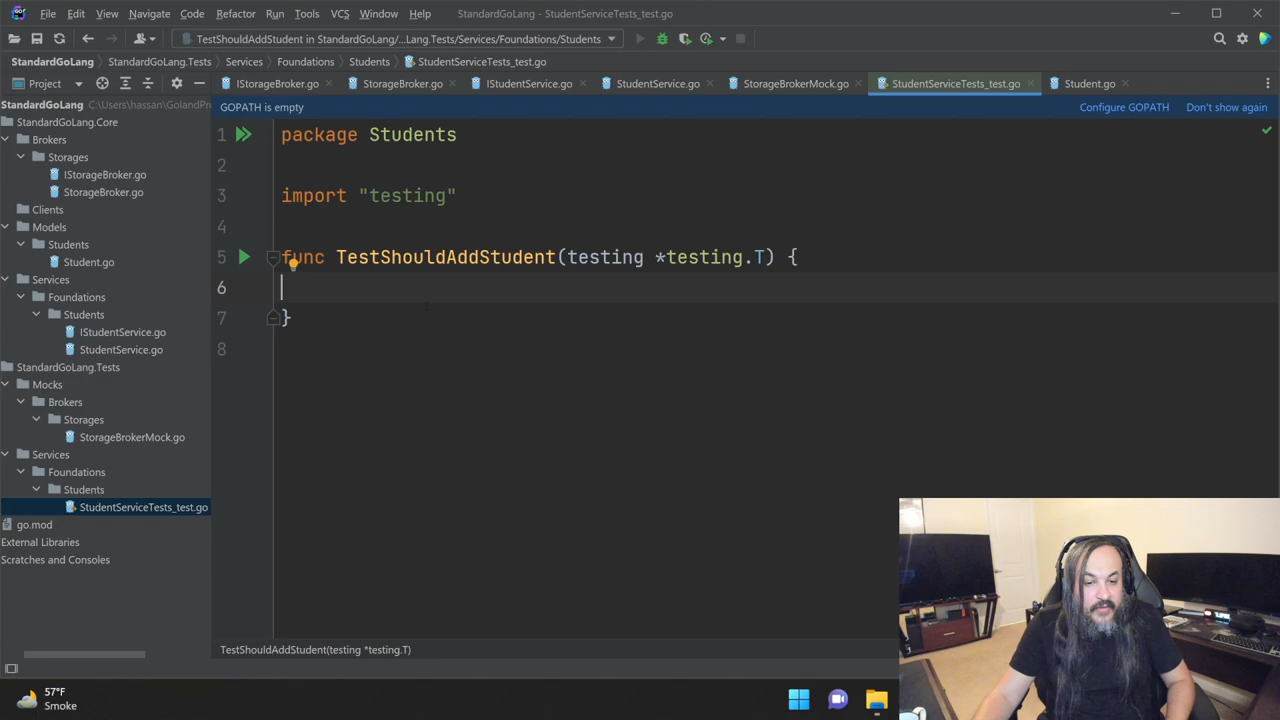 File Edit View Navigate Code Refactor Run Tools VCS Window Help StandardGoLang - StudentServiceTests_test.go
TestShouldAddStudent in StandardGoLang/...Lang.Tests/Services/Foundations/Students
StandardGoLang StandardGoLang.Tests Services Foundations Students StudentServiceTests_test.go
Project IStorageBroker.go StorageBroker.go IStudentService.go StudentService.go StorageBrokerMock.go StudentServiceTests_test.go Student.go
StandardGoLang C:\Users\hassan\GolandPr
GOPATH is empty Configure GOPATH Don't show again
StandardGoLang.Core
Brokers
Storages
IStorageBroker.go
StorageBroker.go
Clients
Models
Students
Student.go
Services
Foundations
Students
IStudentService.go
StudentService.go
StandardGoLang.Tests
Mocks
Brokers
Storages
StorageBrokerMock.go
Services
Foundations
Students
StudentServiceTests_test.go
go.mod
External Libraries
Scratches and Consoles
1 package Students
2
3 import "testing"
4
5 func TestShouldAddStudent(testing *testing.T) {
6
7 }
8
TestShouldAddStudent(testing *testing.T)
57°F
Smoke